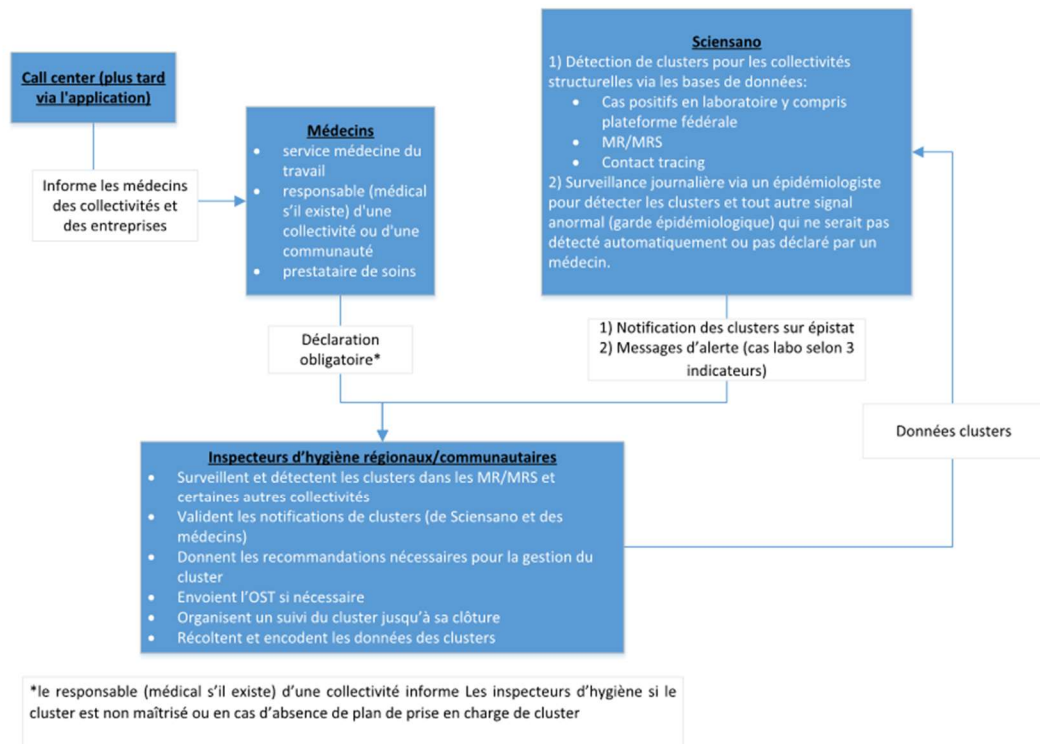 Call center (plus tard
via l'application)
Informe les médecins
des collectivités et
des entreprises
Médecins
• service médecine du
travail
• responsable (médical
s'il existe) d'une
collectivité ou d'une
communauté
• prestataire de soins
Déclaration
obligatoire*
Sciensano
1) Détection de clusters pour les collectivités
structurelles via les bases de données:
• Cas positifs en laboratoire y compris
plateforme fédérale
• MR/MRS
• Contact tracing
2) Surveillance journalière via un épidémiologiste
pour détecter les clusters et tout autre signal
anormal (garde épidémiologique) qui ne serait pas
détecté automatiquement ou pas déclaré par un
médecin.
1) Notification des clusters sur épistat
2) Messages d'alerte (cas labo selon 3
indicateurs)
Données clusters
Inspecteurs d'hygiène régionaux/communautaires
• Surveillent et détectent les clusters dans les MR/MRS et
certaines autres collectivités
• Valident les notifications de clusters (de Sciensano et des
médecins)
• Donnent les recommandations nécessaires pour la gestion du
cluster
• Envoient l'OST si nécessaire
• Organisent un suivi du cluster jusqu'à sa clôture
• Récoltent et encodent les données des clusters
*le responsable (médical s'il existe) d'une collectivité informe Les inspecteurs d'hygiène si le
cluster est non maîtrisé ou en cas d'absence de plan de prise en charge de cluster